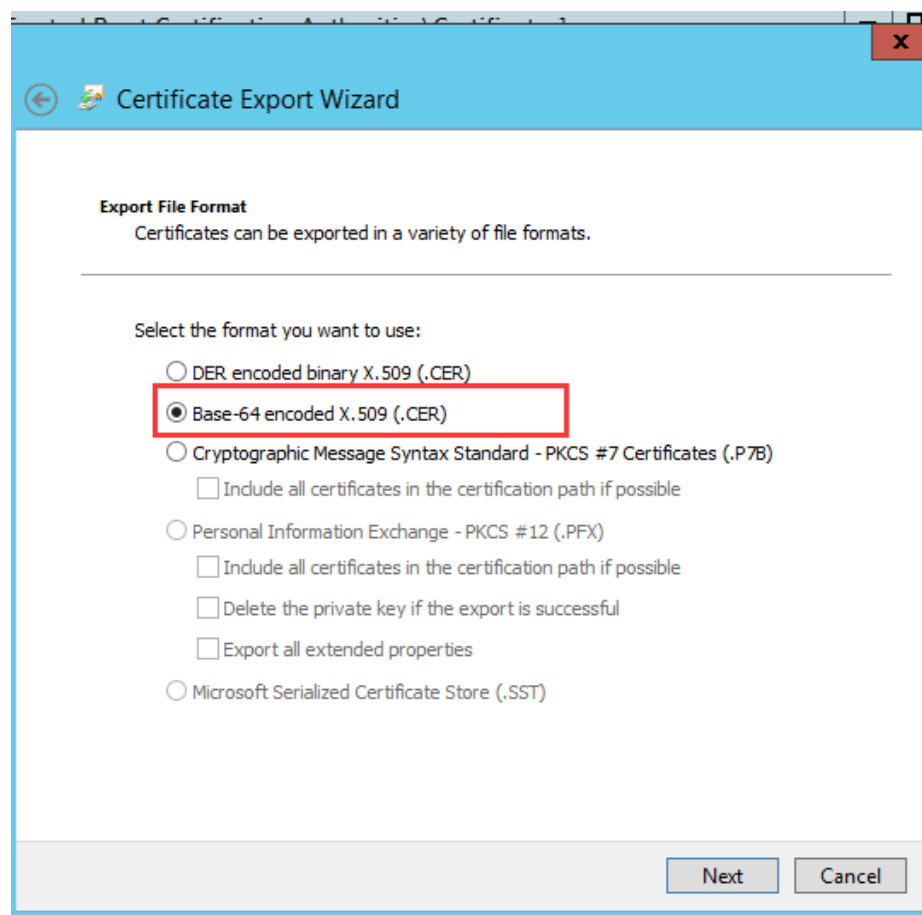 x
Certificate Export Wizard
Export File Format
Certificates can be exported in a variety of file formats.
Select the format you want to use:
DER encoded binary X.509 (.CER)
Base-64 encoded X.509 (.CER)
Cryptographic Message Syntax Standard - PKCS #7 Certificates (.P7B)
Include all certificates in the certification path if possible
Personal Information Exchange - PKCS #12 (.PFX)
Include all certificates in the certification path if possible
Delete the private key if the export is successful
Export all extended properties
Microsoft Serialized Certificate Store (.SST)
Next Cancel